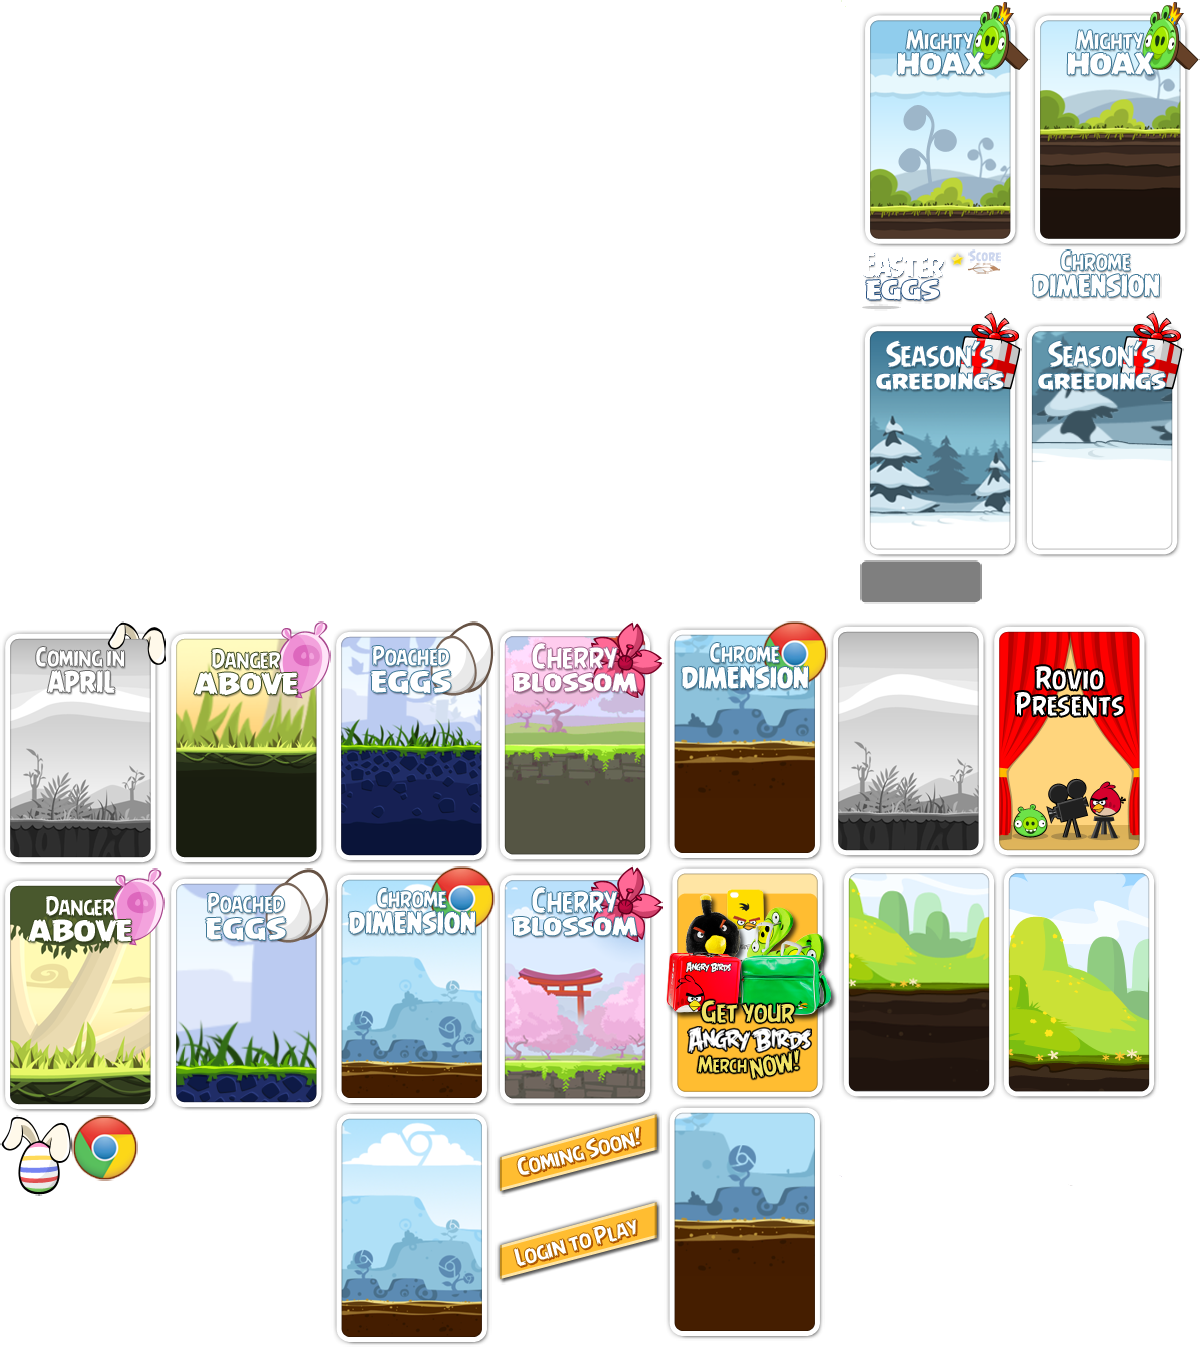 MIGHTY
HOAX
MIGHTY
HOAX
EASTER
EGGS
SCORE
CHROME
DIMENSION
SEASON'S
GREEDINGS
SEASON'S
GREEDINGS
COMING IN
APRIL
DANGER
ABOVE
POACHED
EGGS
CHERRY
BLOSSOM
CHROME
DIMENSION
ROVIO
PRESENTS
DANGER
ABOVE
POACHED
EGGS
CHROME
DIMENSION
CHERRY
BLOSSOM
ANGRY BIRDS
GET YOUR
ANGRY BIRDS
MERCH NOW!
COMING SOON!
LOGIN TO PLAY